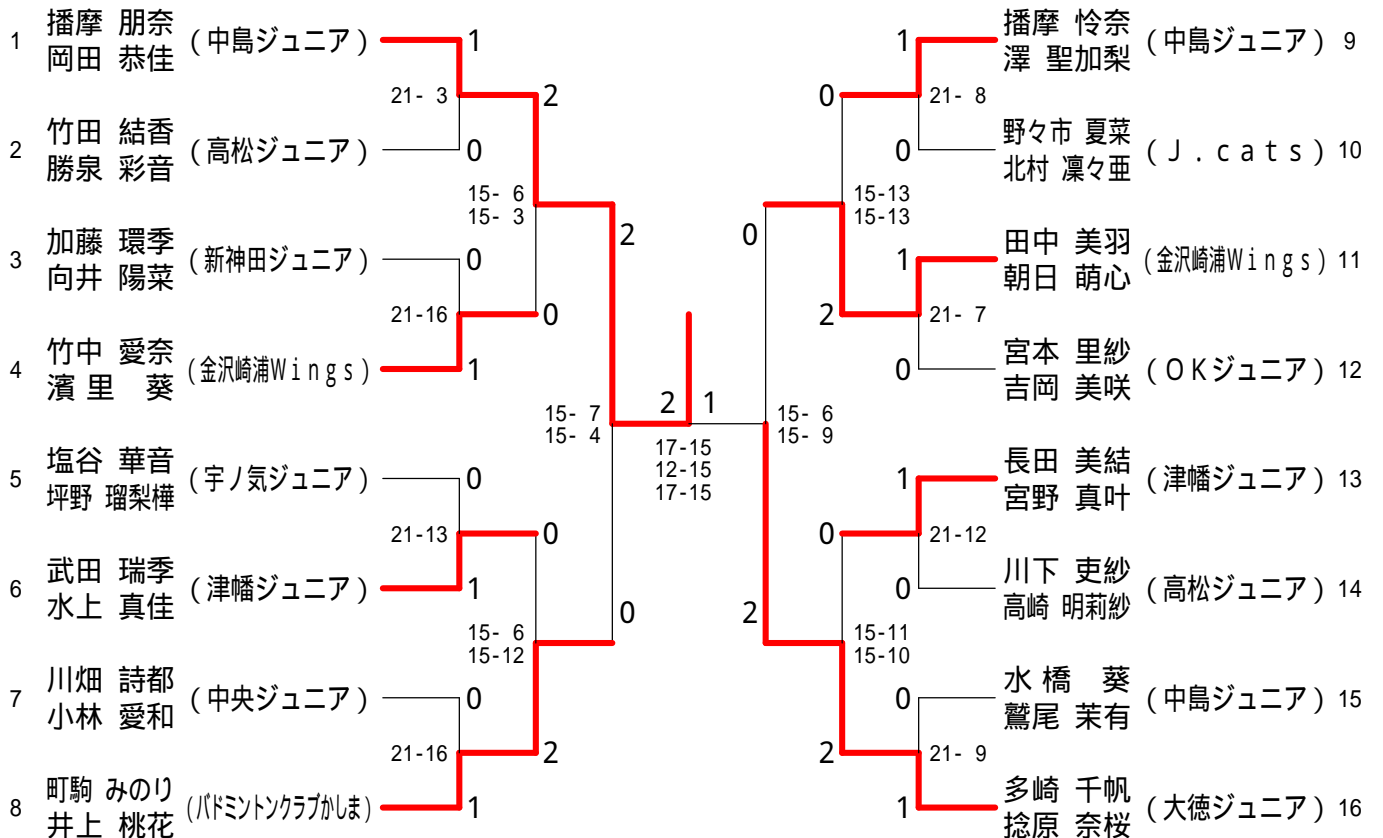 1 播摩 朋奈 岡田 恭佳 (中島ジュニア) 1
21- 3
2
2 竹田 結香 勝泉 彩音 (高松ジュニア) 0
15- 6
15- 3
2
3 加藤 環季 向井 陽菜 (新神田ジュニア) 0
21-16
0
4 竹中 愛奈 濱里 葵 (金沢崎浦Wings) 1
15- 7
15- 4
5 塩谷 華音 坪野 瑠梨樺 (宇ノ気ジュニア) 0
21-13
0
6 武田 瑞季 水上 真佳 (津幡ジュニア) 1
15- 6
15-12
0
7 川畑 詩都 小林 愛和 (中央ジュニア) 0
21-16
2
8 町駒 みのり 井上 桃花 (バドミントンクラブかしま) 1
2 1
17-15
12-15
17-15
1 播摩 怜奈 澤 聖加梨 (中島ジュニア) 9
0
21- 8
0 野々市 夏菜 北村 凜々亜 (J.cats) 10
15-13
15-13
0
1 田中 美羽 朝日 萌心 (金沢崎浦Wings) 11
2
21- 7
0 宮本 里紗 吉岡 美咲 (OKジュニア) 12
15- 6
15- 9
1 長田 美結 宮野 真叶 (津幡ジュニア) 13
0
21-12
0 川下 吏紗 高崎 明莉紗 (高松ジュニア) 14
2
15-11
15-10
0 水橋 葵 鷲尾 茉有 (中島ジュニア) 15
2
21- 9
1 多崎 千帆 捻原 奈桜 (大徳ジュニア) 16